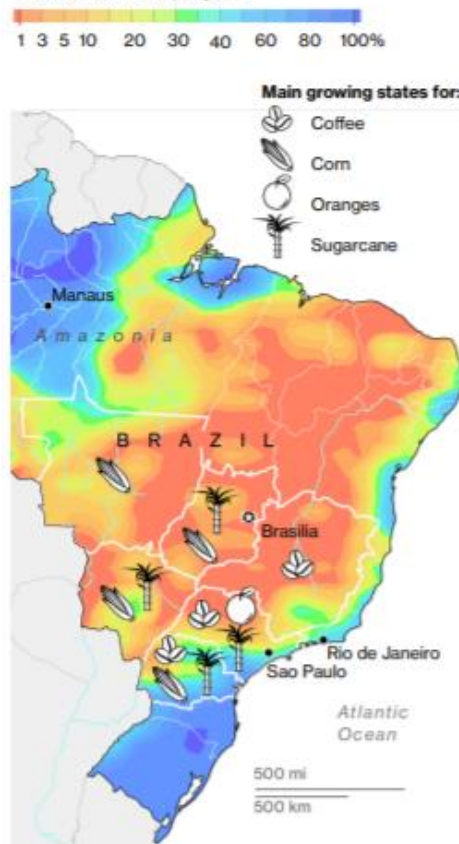 1 3 5 10 20 30 40 60 80 100%
Main growing states for:
Coffee
Corn
Oranges
Sugarcane
Manaus
Amazonia
BRAZIL
Brasilia
Rio de Janeiro
Sao Paulo
Atlantic
Ocean
500 mi
500 km